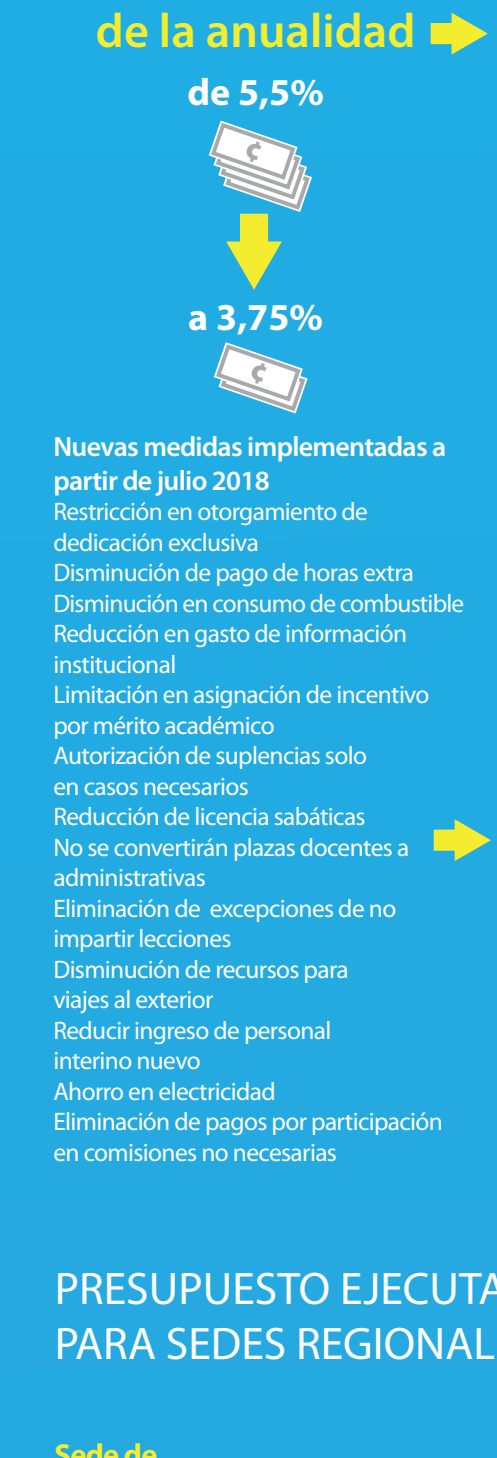 de la anualidad
de 5,5%
¢
a 3,75%
¢
Nuevas medidas implementadas a
partir de julio 2018
Restricción en otorgamiento de
dedicación exclusiva
Disminución de pago de horas extra
Disminución en consumo de combustible
Reducción en gasto de información
institucional
Limitación en asignación de incentivo
por mérito académico
Autorización de suplencias solo
en casos necesarios
Reducción de licencia sabáticas
No se convertirán plazas docentes a
administrativas
Eliminación de excepciones de no
impartir lecciones
Disminución de recursos para
viajes al exterior
Reducir ingreso de personal
interino nuevo
Ahorro en electricidad
Eliminación de pagos por participación
en comisiones no necesarias
PRESUPUESTO EJECUTA
PARA SEDES REGIONAL
Sede de